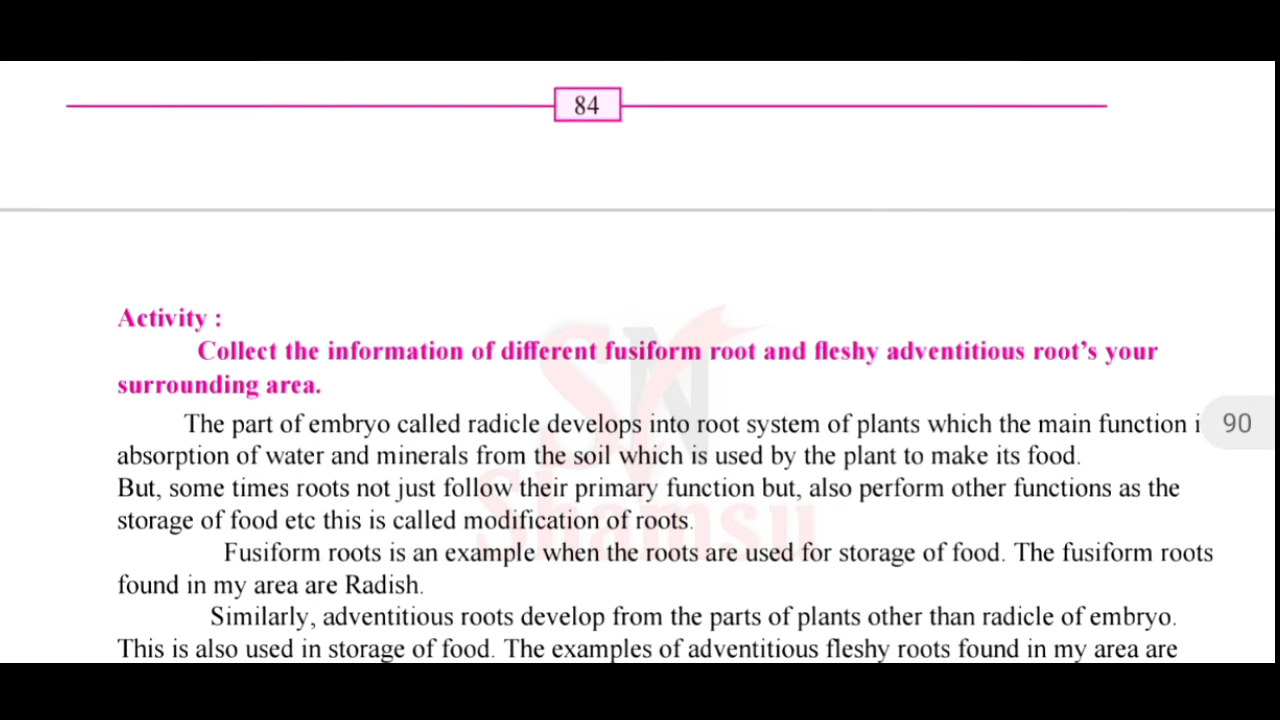 84
Activity :
Collect the information of different fusiform root and fleshy adventitious root's your
surrounding area.
The part of embryo called radicle develops into root system of plants which the main function i
90
absorption of water and minerals from the soil which is used by the plant to make its food.
But, some times roots not just follow their primary function but, also perform other functions as the
storage of food etc this is called modification of roots.
Fusiform roots is an example when the roots are used for storage of food. The fusiform roots
found in my area are Radish.
Similarly, adventitious roots develop from the parts of plants other than radicle of embryo.
This is also used in storage of food. The examples of adventitious fleshy roots found in my area are
SN
Shamsu